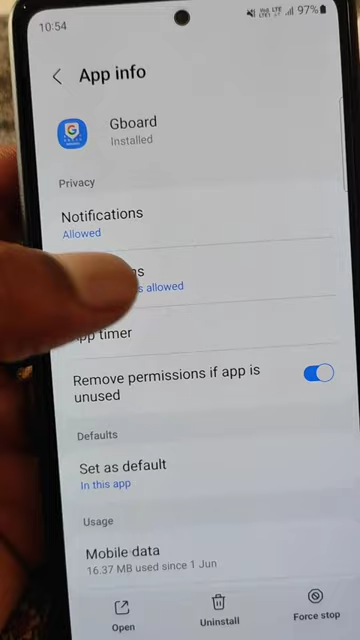 10:54
97%
App info
Gboard
Installed
Privacy
Notifications
Allowed
allowed
timer
Remove permissions if app is
unused
Defaults
Set as default
In this app
Usage
Mobile data
16.37 MB used since 1 Jun
Open
Uninstall
Force stop